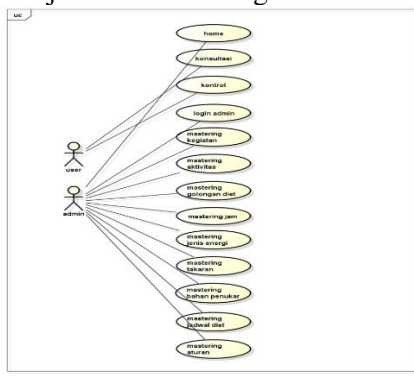 uc
home
konsultasi
kontrol
login admin
mastering
kegiatan
mastering
aktivitas
mastering
golongan diet
mastering jam
mastering
jenis energi
mastering
takaran
mastering
bahan penukar
mastering
jadwal diet
mastering
aturan
user
admin